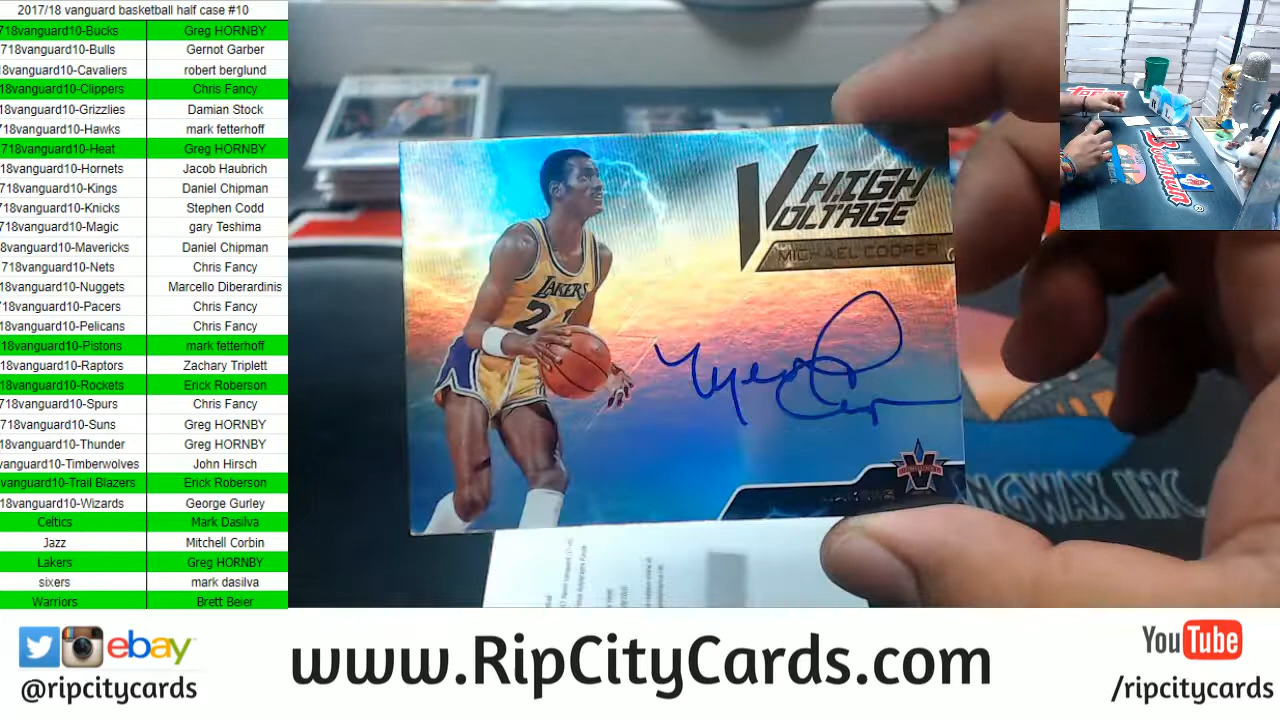 2017/18 vanguard basketball half case #10
718vanguard10-Bucks Greg HORNBY
718vanguard10-Bulls Gernot Garber
18vanguard10-Cavaliers robert berglund
18vanguard10-Clippers Chris Fancy
18vanguard10-Grizzlies Damian Stock
718vanguard10-Hawks mark fetterhoff
718vanguard10-Heat Greg HORNBY
18vanguard10-Hornets Jacob Haubrich
718vanguard10-Kings Daniel Chipman
718vanguard10-Knicks Stephen Codd
718vanguard10-Magic gary Teshima
8vanguard10-Mavericks Daniel Chipman
718vanguard10-Nets Chris Fancy
18vanguard10-Nuggets Marcello Diberardinis
718vanguard10-Pacers Chris Fancy
18vanguard10-Pelicans Chris Fancy
18vanguard10-Pistons mark fetterhoff
18vanguard10-Raptors Zachary Triplett
18vanguard10-Rockets Erick Roberson
718vanguard10-Spurs Chris Fancy
718vanguard10-Suns Greg HORNBY
18vanguard10-Thunder Greg HORNBY
vanguard10-Timberwolves John Hirsch
vanguard10-Trail Blazers Erick Roberson
18vanguard10-Wizards George Gurley
Celtics Mark Dasilva
Jazz Mitchell Corbin
Lakers Greg HORNBY
sixers mark dasilva
Warriors Brett Beier
HIGH
VOLTAGE
MICHAEL COOPER
LAKERS
21
Bowman
NGWAX INC
ebay
@ripcitycards
www.RipCityCards.com
YouTube
/ripcitycards